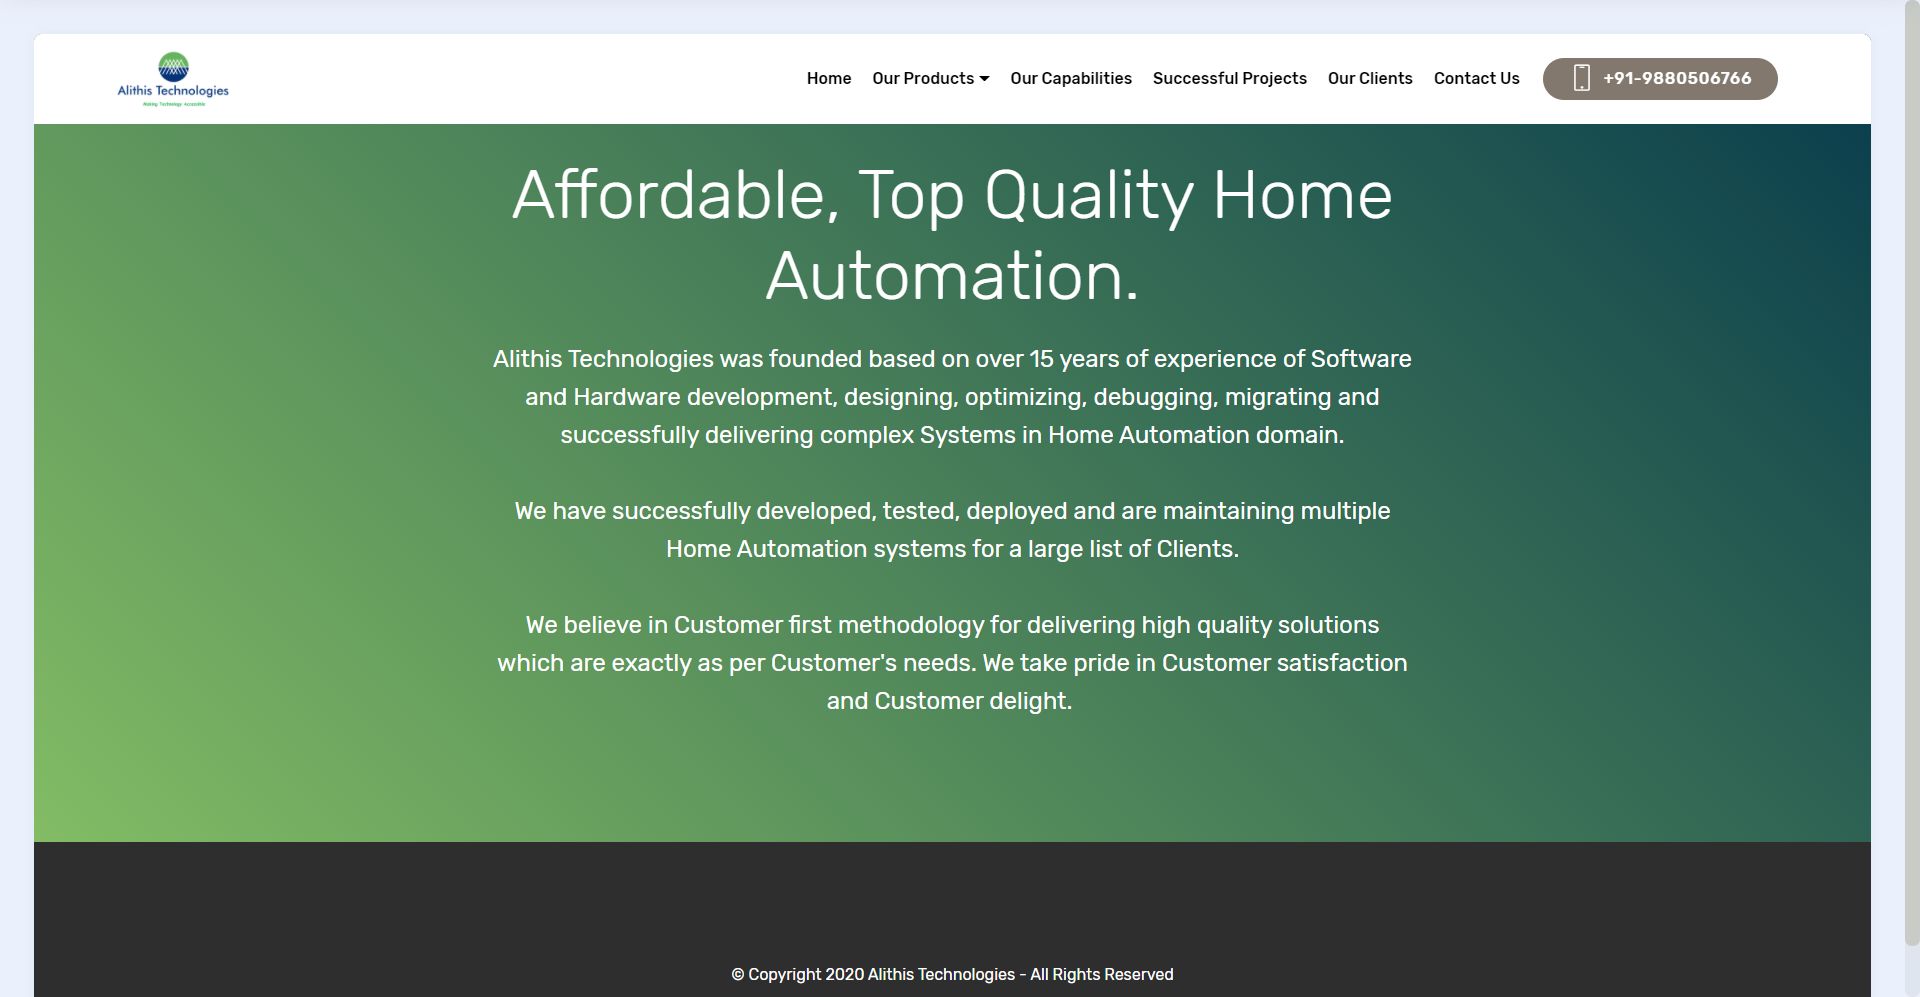 Alithis Technologies
Making Technology Accessible
Home
Our Products
Our Capabilities
Successful Projects
Our Clients
Contact Us
+91-9880506766
Affordable, Top Quality Home
Automation.
Alithis Technologies was founded based on over 15 years of experience of Software
and Hardware development, designing, optimizing, debugging, migrating and
successfully delivering complex Systems in Home Automation domain.
We have successfully developed, tested, deployed and are maintaining multiple
Home Automation systems for a large list of Clients.
We believe in Customer first methodology for delivering high quality solutions
which are exactly as per Customer's needs. We take pride in Customer satisfaction
and Customer delight.
© Copyright 2020 Alithis Technologies - All Rights Reserved